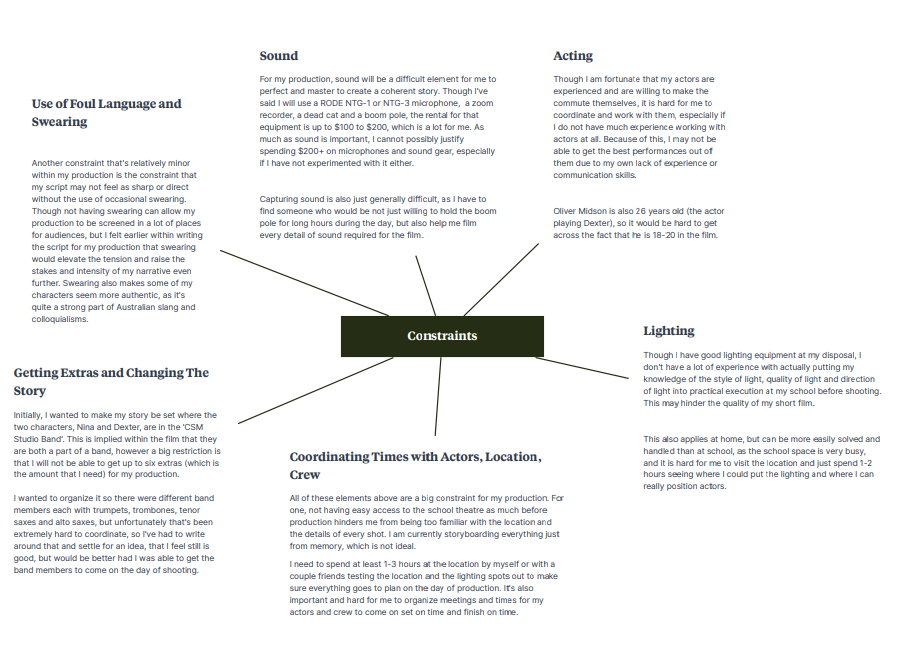 Sound
For my production, sound will be a difficult element for me to
perfect and master to create a coherent story. Though I've
said I will use a RODE NTG-1 or NTG-3 microphone,  a zoom
recorder, a dead cat and a boom pole, the rental for that
equipment is up to $100 to $200, which is a lot for me. As
much as sound is important, I cannot possibly justify
spending $200+ on microphones and sound gear, especially
if I have not experimented with it either.
Capturing sound is also just generally difficult, as I have to
find someone who would be not just willing to hold the boom
pole for long hours during the day, but also help me film
every detail of sound required for the film.
Acting
Though I am fortunate that my actors are
experienced and are willing to make the
commute themselves, it is hard for me to
coordinate and work with them, especially if
I do not have much experience working with
actors at all. Because of this, I may not be
able to get the best performances out of
them due to my own lack of experience or
communication skills.
Oliver Midson is also 26 years old (the actor
playing Dexter), so it would be hard to get
across the fact that he is 18-20 in the film.
Use of Foul Language and
Swearing
Another constraint that's relatively minor
within my production is the constraint that
my script may not feel as sharp or direct
without the use of occasional swearing.
Though not having swearing can allow my
production to be screened in a lot of places
for audiences, but I felt earlier within writing
the script for my production that swearing
would elevate the tension and raise the
stakes and intensity of my narrative even
further. Swearing also makes some of my
characters seem more authentic, as it's
quite a strong part of Australian slang and
colloquialisms.
Constraints
Lighting
Though I have good lighting equipment at my disposal, I
don't have a lot of experience with actually putting my
knowledge of the style of light, quality of light and direction
of light into practical execution at my school before shooting.
This may hinder the quality of my short film.
This also applies at home, but can be more easily solved and
handled than at school, as the school space is very busy,
and it is hard for me to visit the location and just spend 1-2
hours seeing where I could put the lighting and where I can
really position actors.
Getting Extras and Changing The
Story
Initially, I wanted to make my story be set where the
two characters, Nina and Dexter, are in the 'CSM
Studio Band'. This is implied within the film that they
are both a part of a band, however a big restriction is
that I will not be able to get up to six extras (which is
the amount that I need) for my production.
I wanted to organize it so there were different band
members each with trumpets, trombones, tenor
saxes and alto saxes, but unfortunately that's been
extremely hard to coordinate, so I've had to write
around that and settle for an idea, that I feel still is
good, but would be better had I was able to get the
band members to come on the day of shooting.
Coordinating Times with Actors, Location,
Crew
All of these elements above are a big constraint for my production. For
one, not having easy access to the school theatre as much before
production hinders me from being too familiar with the location and
the details of every shot. I am currently storyboarding everything just
from memory, which is not ideal.
I need to spend at least 1-3 hours at the location by myself or with a
couple friends testing the location and the lighting spots out to make
sure everything goes to plan on the day of production. It's also
important and hard for me to organize meetings and times for my
actors and crew to come on set on time and finish on time.